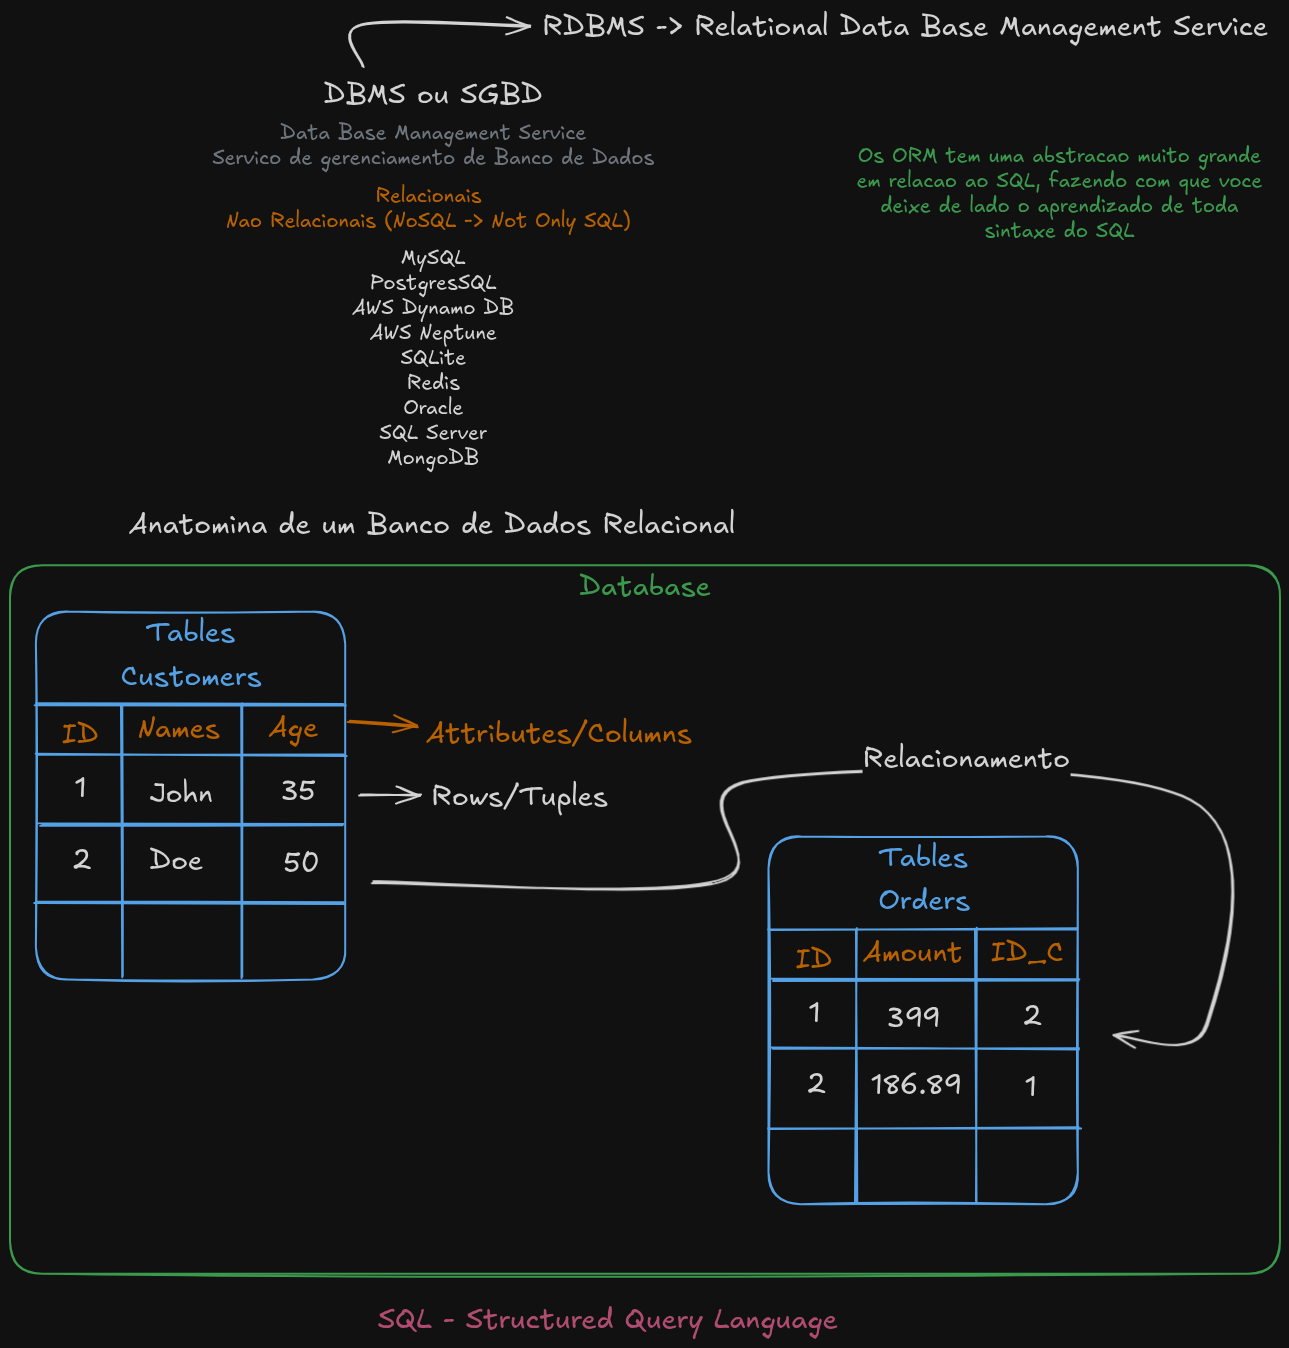 RDBMS -> Relational Data Base Management Service
DBMS ou SGBD
Data Base Management Service
Servico de gerenciamento de Banco de Dados
Os ORM tem uma abstracao muito grande
em relacao ao SQL, fazendo com que voce
deixe de lado o aprendizado de toda
sintaxe do SQL
Relacionais
Nao Relacionais (NoSQL -> Not Only SQL)
MySQL
PostgresSQL
AWS Dynamo DB
AWS Neptune
SQLite
Redis
Oracle
SQL Server
MongoDB
Anatomina de um Banco de Dados Relacional
Database
Tables
Customers
ID Names Age
Attributes/Columns
1 John 35
Rows/Tuples
2 Doe 50
Relacionamento
Tables
Orders
ID Amount ID_C
1 399 2
2 186.89 1
SQL - Structured Query Language